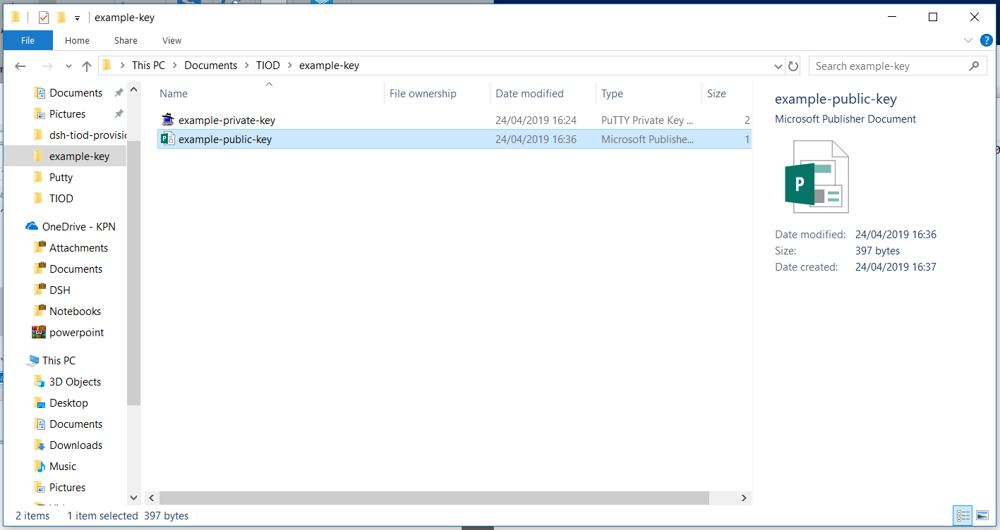 example-key
File Home Share View
This PC Documents TIOD example-key
Search example-key
Documents
Pictures
dsh-tiod-provisic
example-key
Putty
TIOD
OneDrive - KPN
Attachments
Documents
DSH
Notebooks
powerpoint
This PC
3D Objects
Desktop
Documents
Downloads
Music
Pictures
Name File ownership Date modified Type Size
example-private-key 24/04/2019 16:24 PuTTY Private Key ... 2
example-public-key 24/04/2019 16:36 Microsoft Publishe... 1
example-public-key
Microsoft Publisher Document
P
Date modified: 24/04/2019 16:36
Size: 397 bytes
Date created: 24/04/2019 16:37
2 items 1 item selected 397 bytes